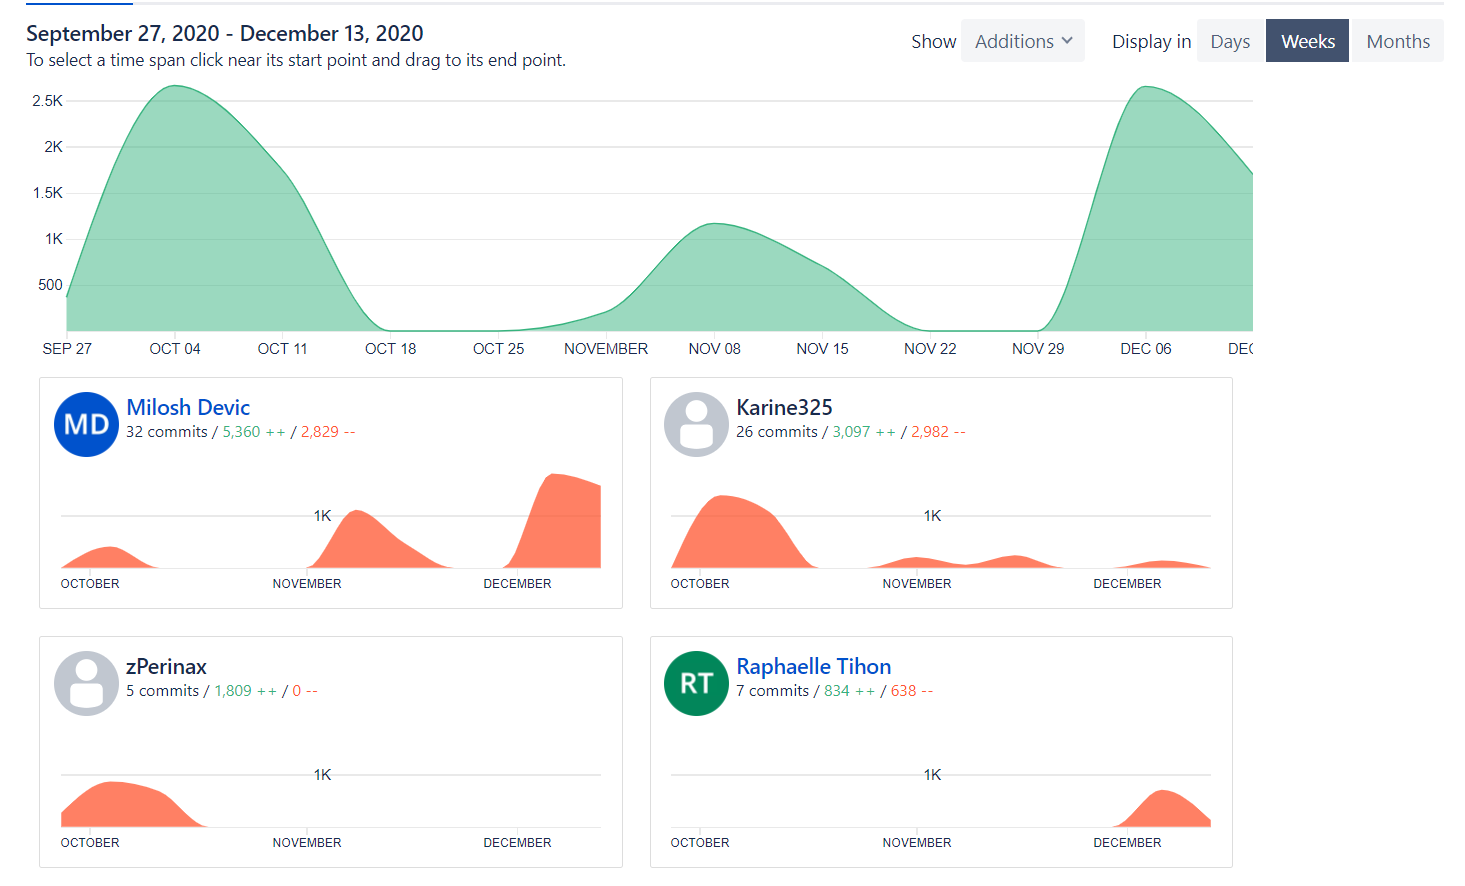 September 27, 2020 - December 13, 2020
To select a time span click near its start point and drag to its end point.
Show Additions Display in Days Weeks Months
2.5K
2K
1.5K
1K
500
SEP 27 OCT 04 OCT 11 OCT 18 OCT 25 NOVEMBER NOV 08 NOV 15 NOV 22 NOV 29 DEC 06 DEC
MD Milosh Devic
32 commits / 5,360 ++ / 2,829 --
1K
OCTOBER NOVEMBER DECEMBER
Karine325
26 commits / 3,097 ++ / 2,982 --
1K
OCTOBER NOVEMBER DECEMBER
zPerinax
5 commits / 1,809 ++ / 0 --
1K
OCTOBER NOVEMBER DECEMBER
RT Raphaelle Tihon
7 commits / 834 ++ / 638 --
1K
OCTOBER NOVEMBER DECEMBER